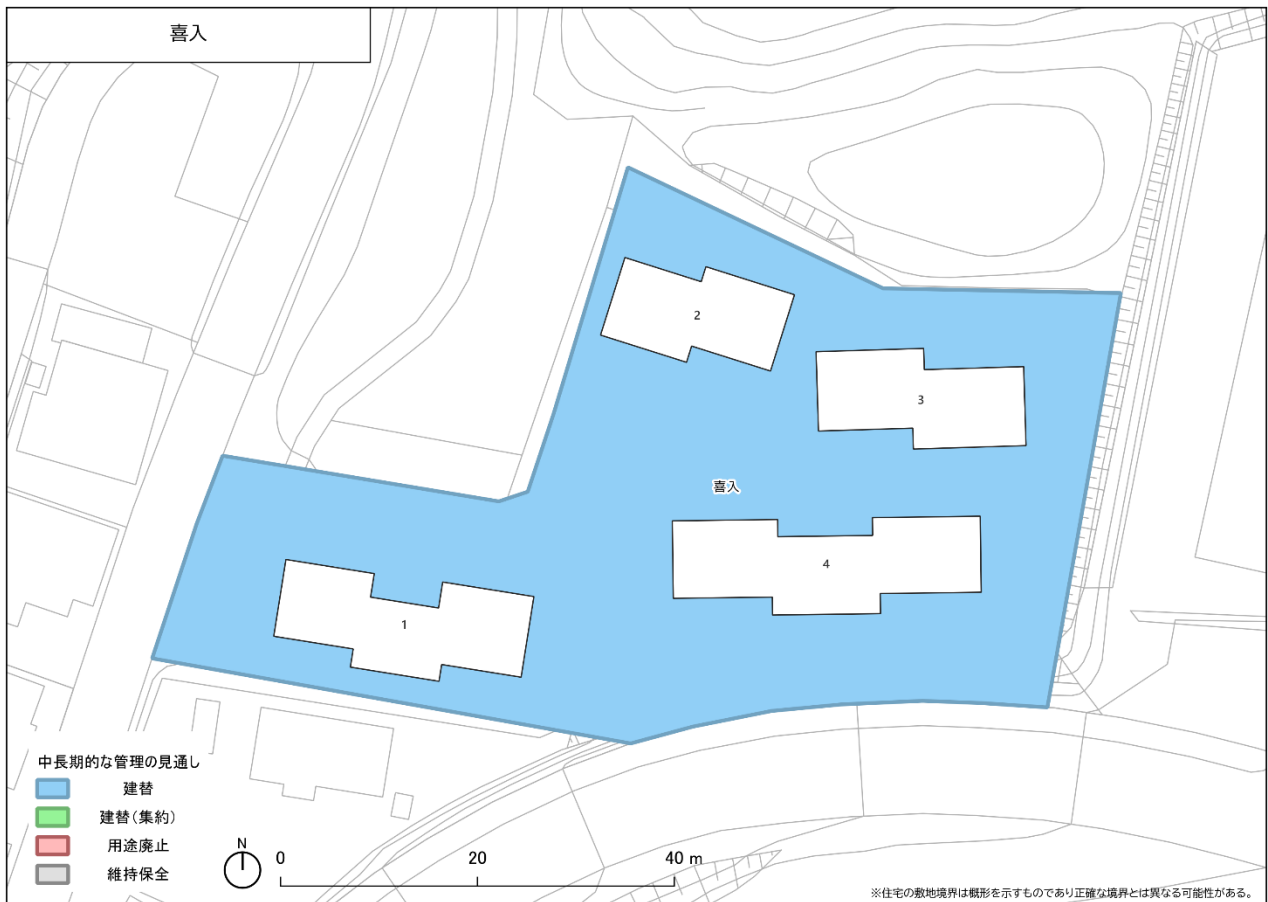 喜入
2
3
喜入
4
1
中長期的な管理の見通し
建替
建替(集約)
用途廃止
維持保全
N
0 20 40 m
※住宅の敷地境界は概形を示すものであり正確な境界とは異なる可能性がある。